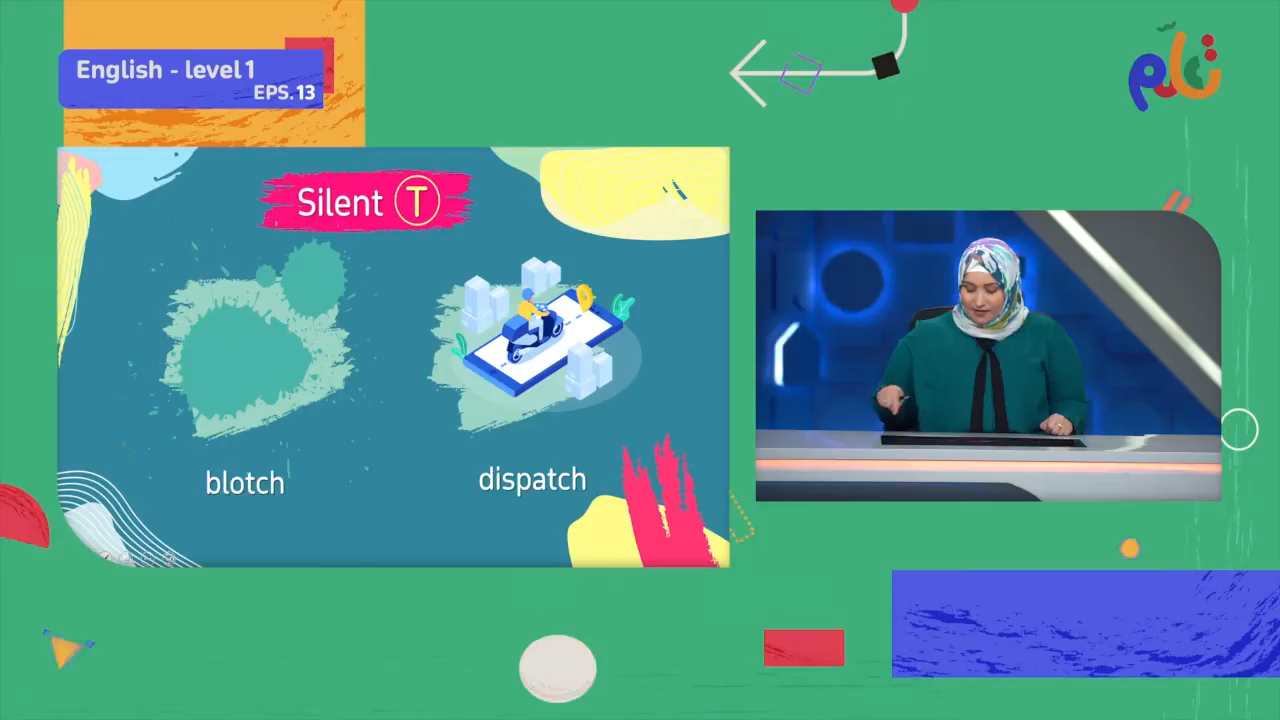 English - level 1
EPS.13
Silent T
blotch
dispatch